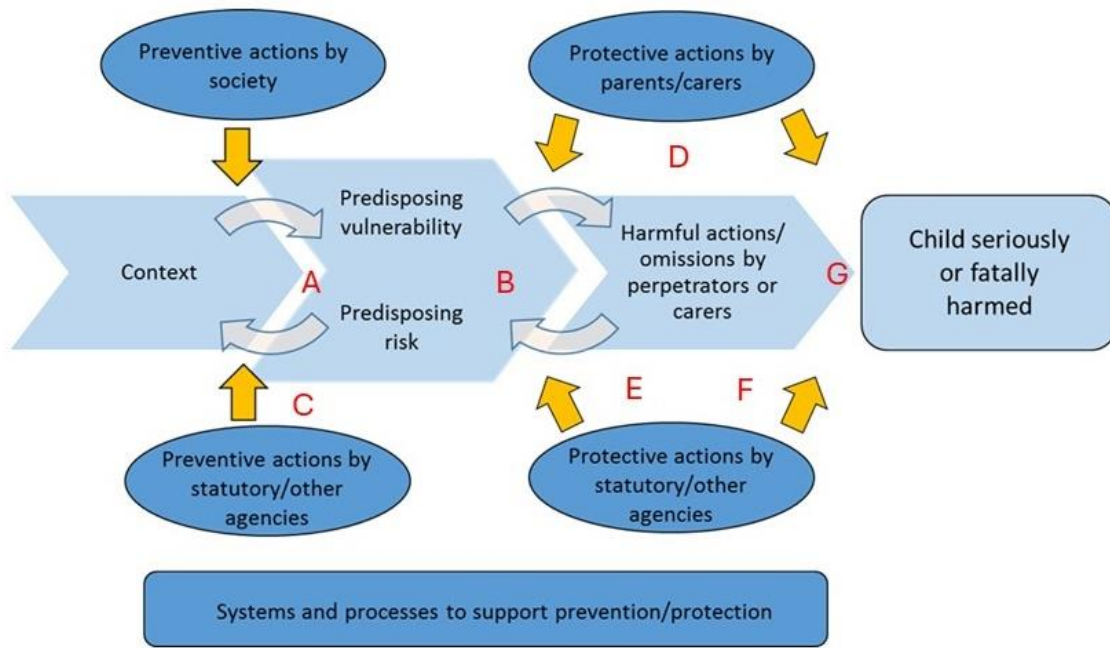 Preventive actions by
society
Protective actions by
parents/carers
D
Predisposing
vulnerability
Context
A
B
Harmful actions/
omissions by
perpetrators or
carers
G
Child seriously
or fatally
harmed
Predisposing
risk
C
E
F
Preventive actions by
statutory/other
agencies
Protective actions by
statutory/other
agencies
Systems and processes to support prevention/protection